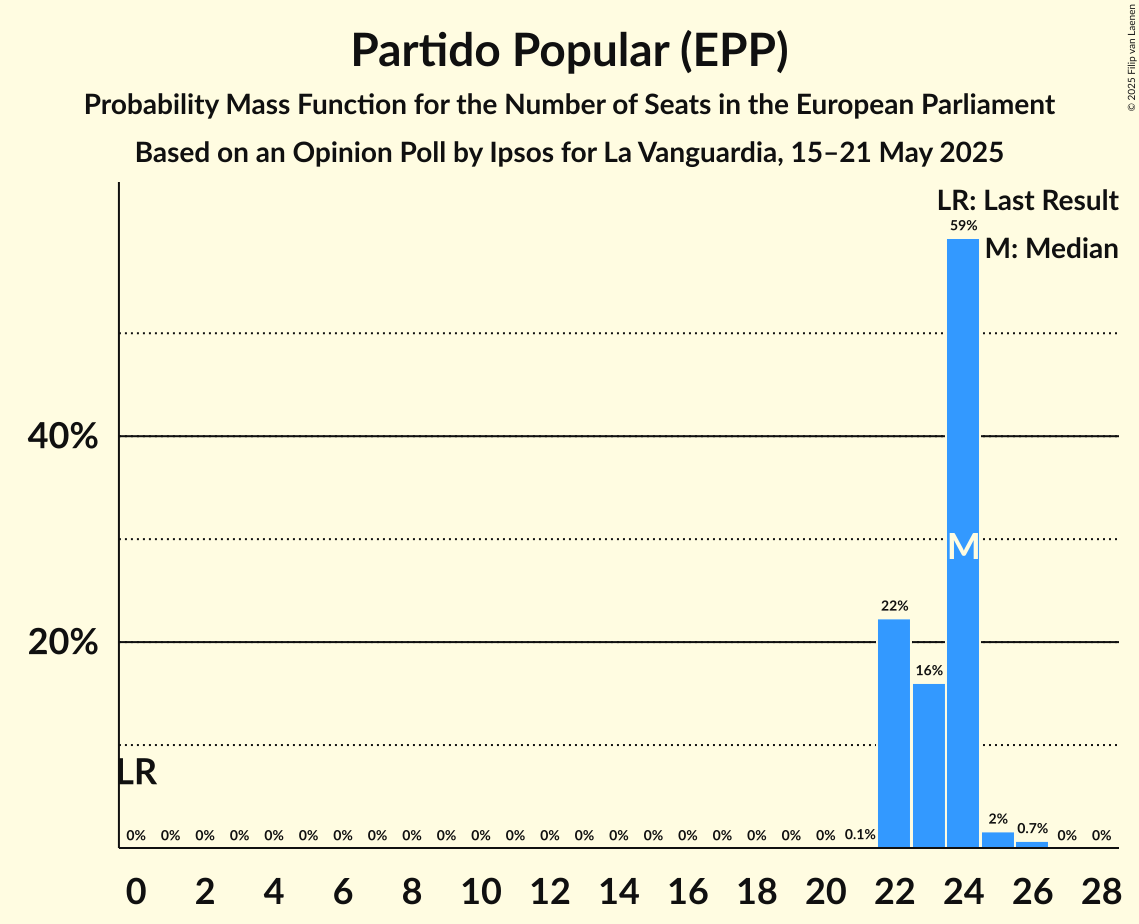 Partido Popular (EPP)
Probability Mass Function for the Number of Seats in the European Parliament
Based on an Opinion Poll by Ipsos for La Vanguardia, 15–21 May 2025
© 2025 Filip van Laenen
LR: Last Result
M: Median
59%
40%
M
22%
20%
16%
LR
0% 0% 0% 0% 0% 0% 0% 0% 0% 0% 0% 0% 0% 0% 0% 0% 0% 0% 0% 0% 0% 0.1% 2% 0.7% 0% 0%
0 2 4 6 8 10 12 14 16 18 20 22 24 26 28